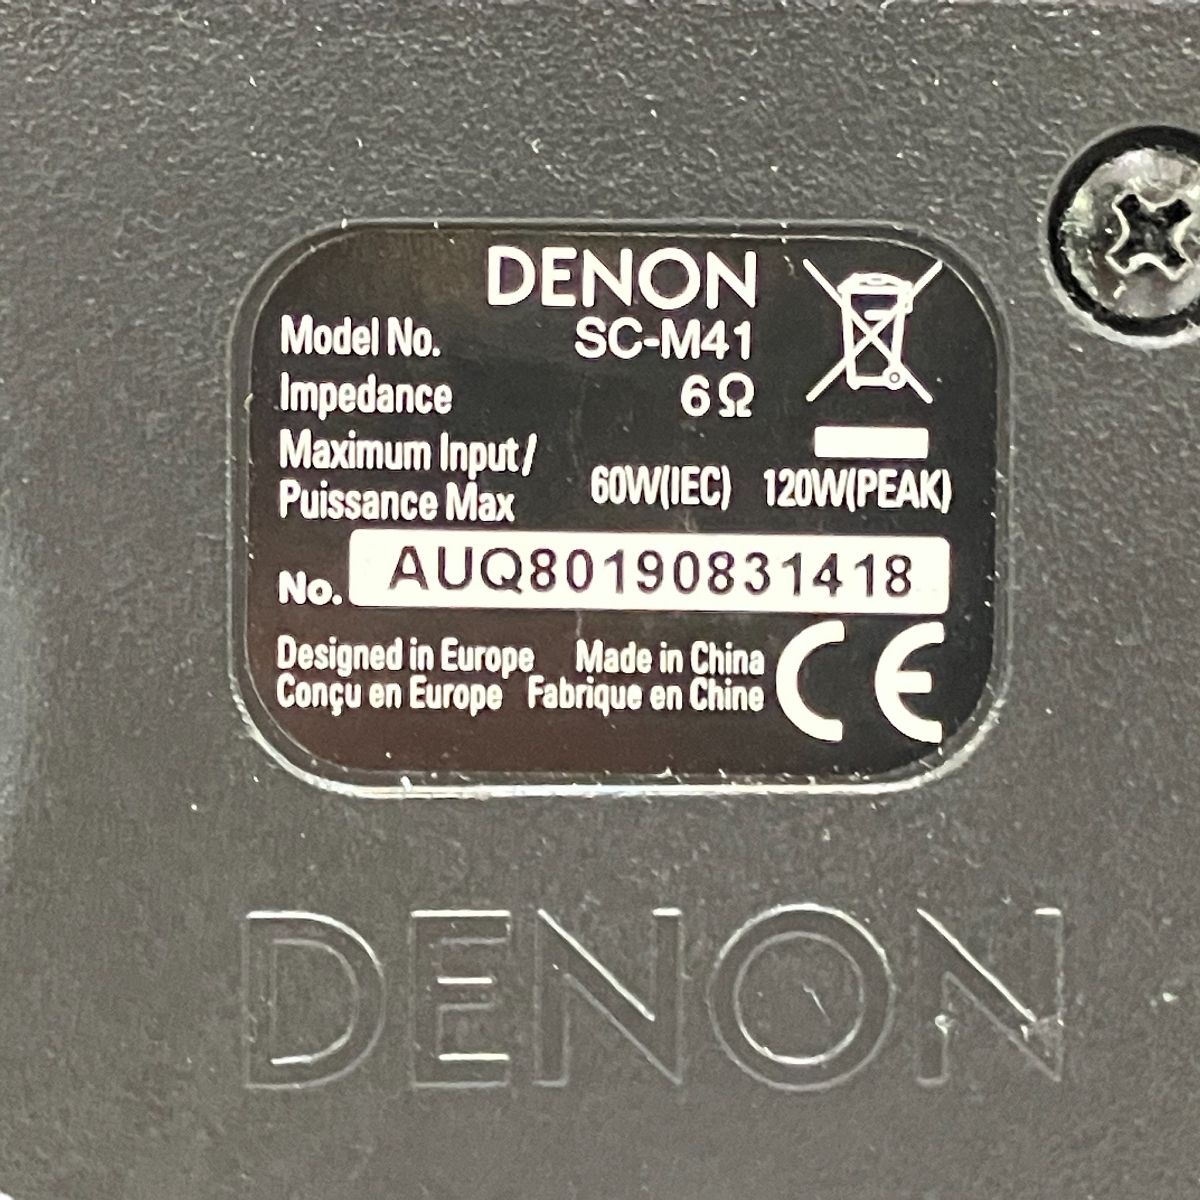 DENON
Model No. SC-M41
Impedance 6Ω
Maximum Input/
Puissance Max 60W(IEC) 120W(PEAK)
No. AUQ80190831418
Designed in Europe Made in China
Conçu en Europe Fabrique en Chine
CE
DENON